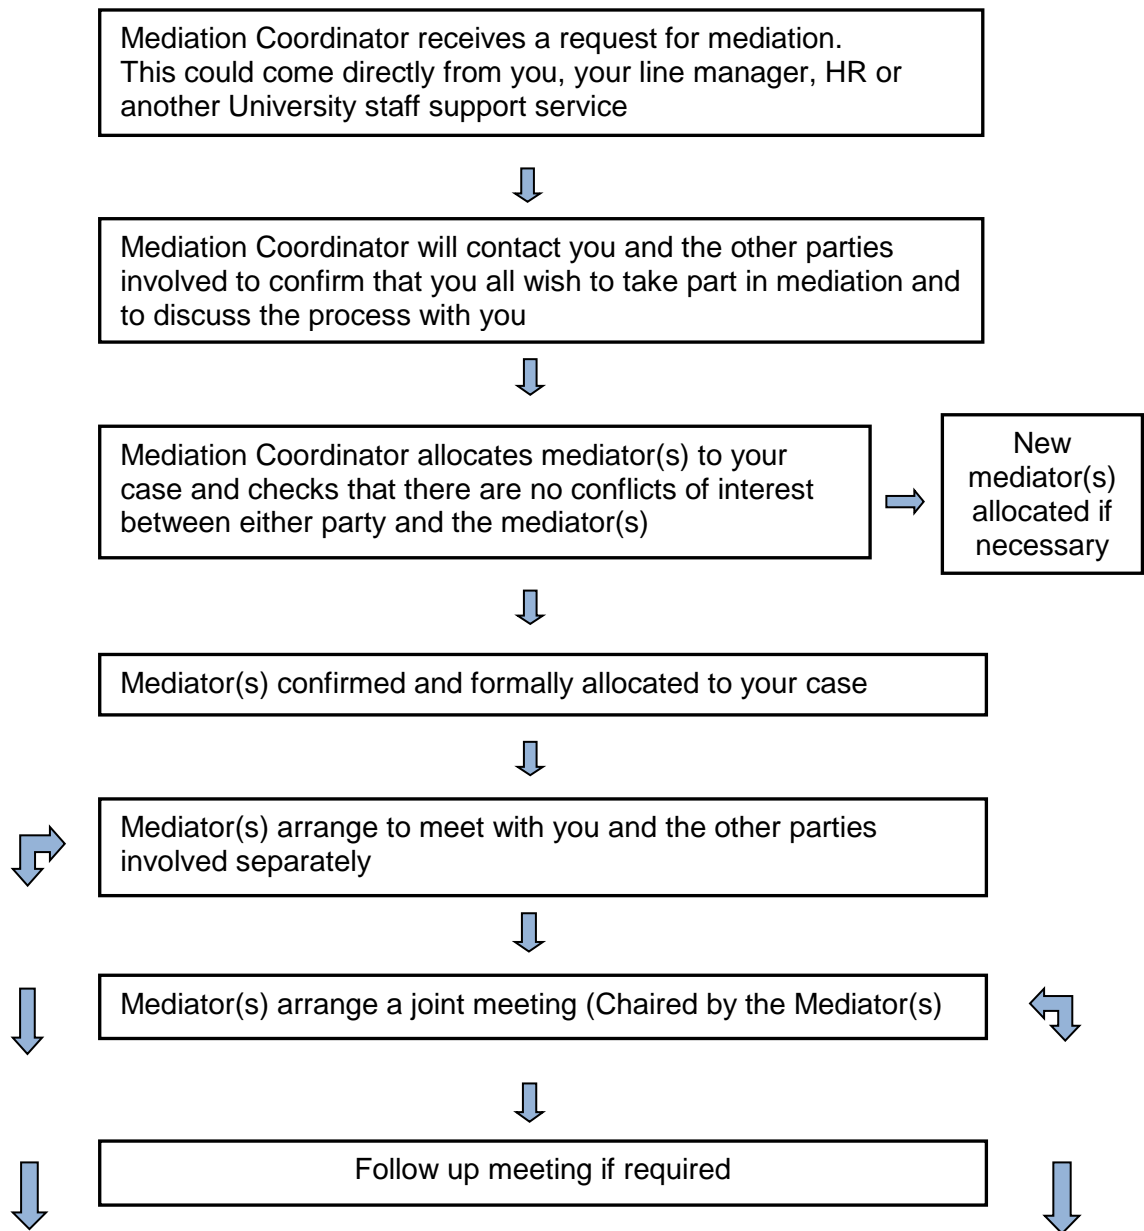 Mediation Coordinator receives a request for mediation.
This could come directly from you, your line manager, HR or
another University staff support service
Mediation Coordinator will contact you and the other parties
involved to confirm that you all wish to take part in mediation and
to discuss the process with you
Mediation Coordinator allocates mediator(s) to your
case and checks that there are no conflicts of interest
between either party and the mediator(s)
New
mediator(s)
allocated if
necessary
Mediator(s) confirmed and formally allocated to your case
Mediator(s) arrange to meet with you and the other parties
involved separately
Mediator(s) arrange a joint meeting (Chaired by the Mediator(s)
Follow up meeting if required